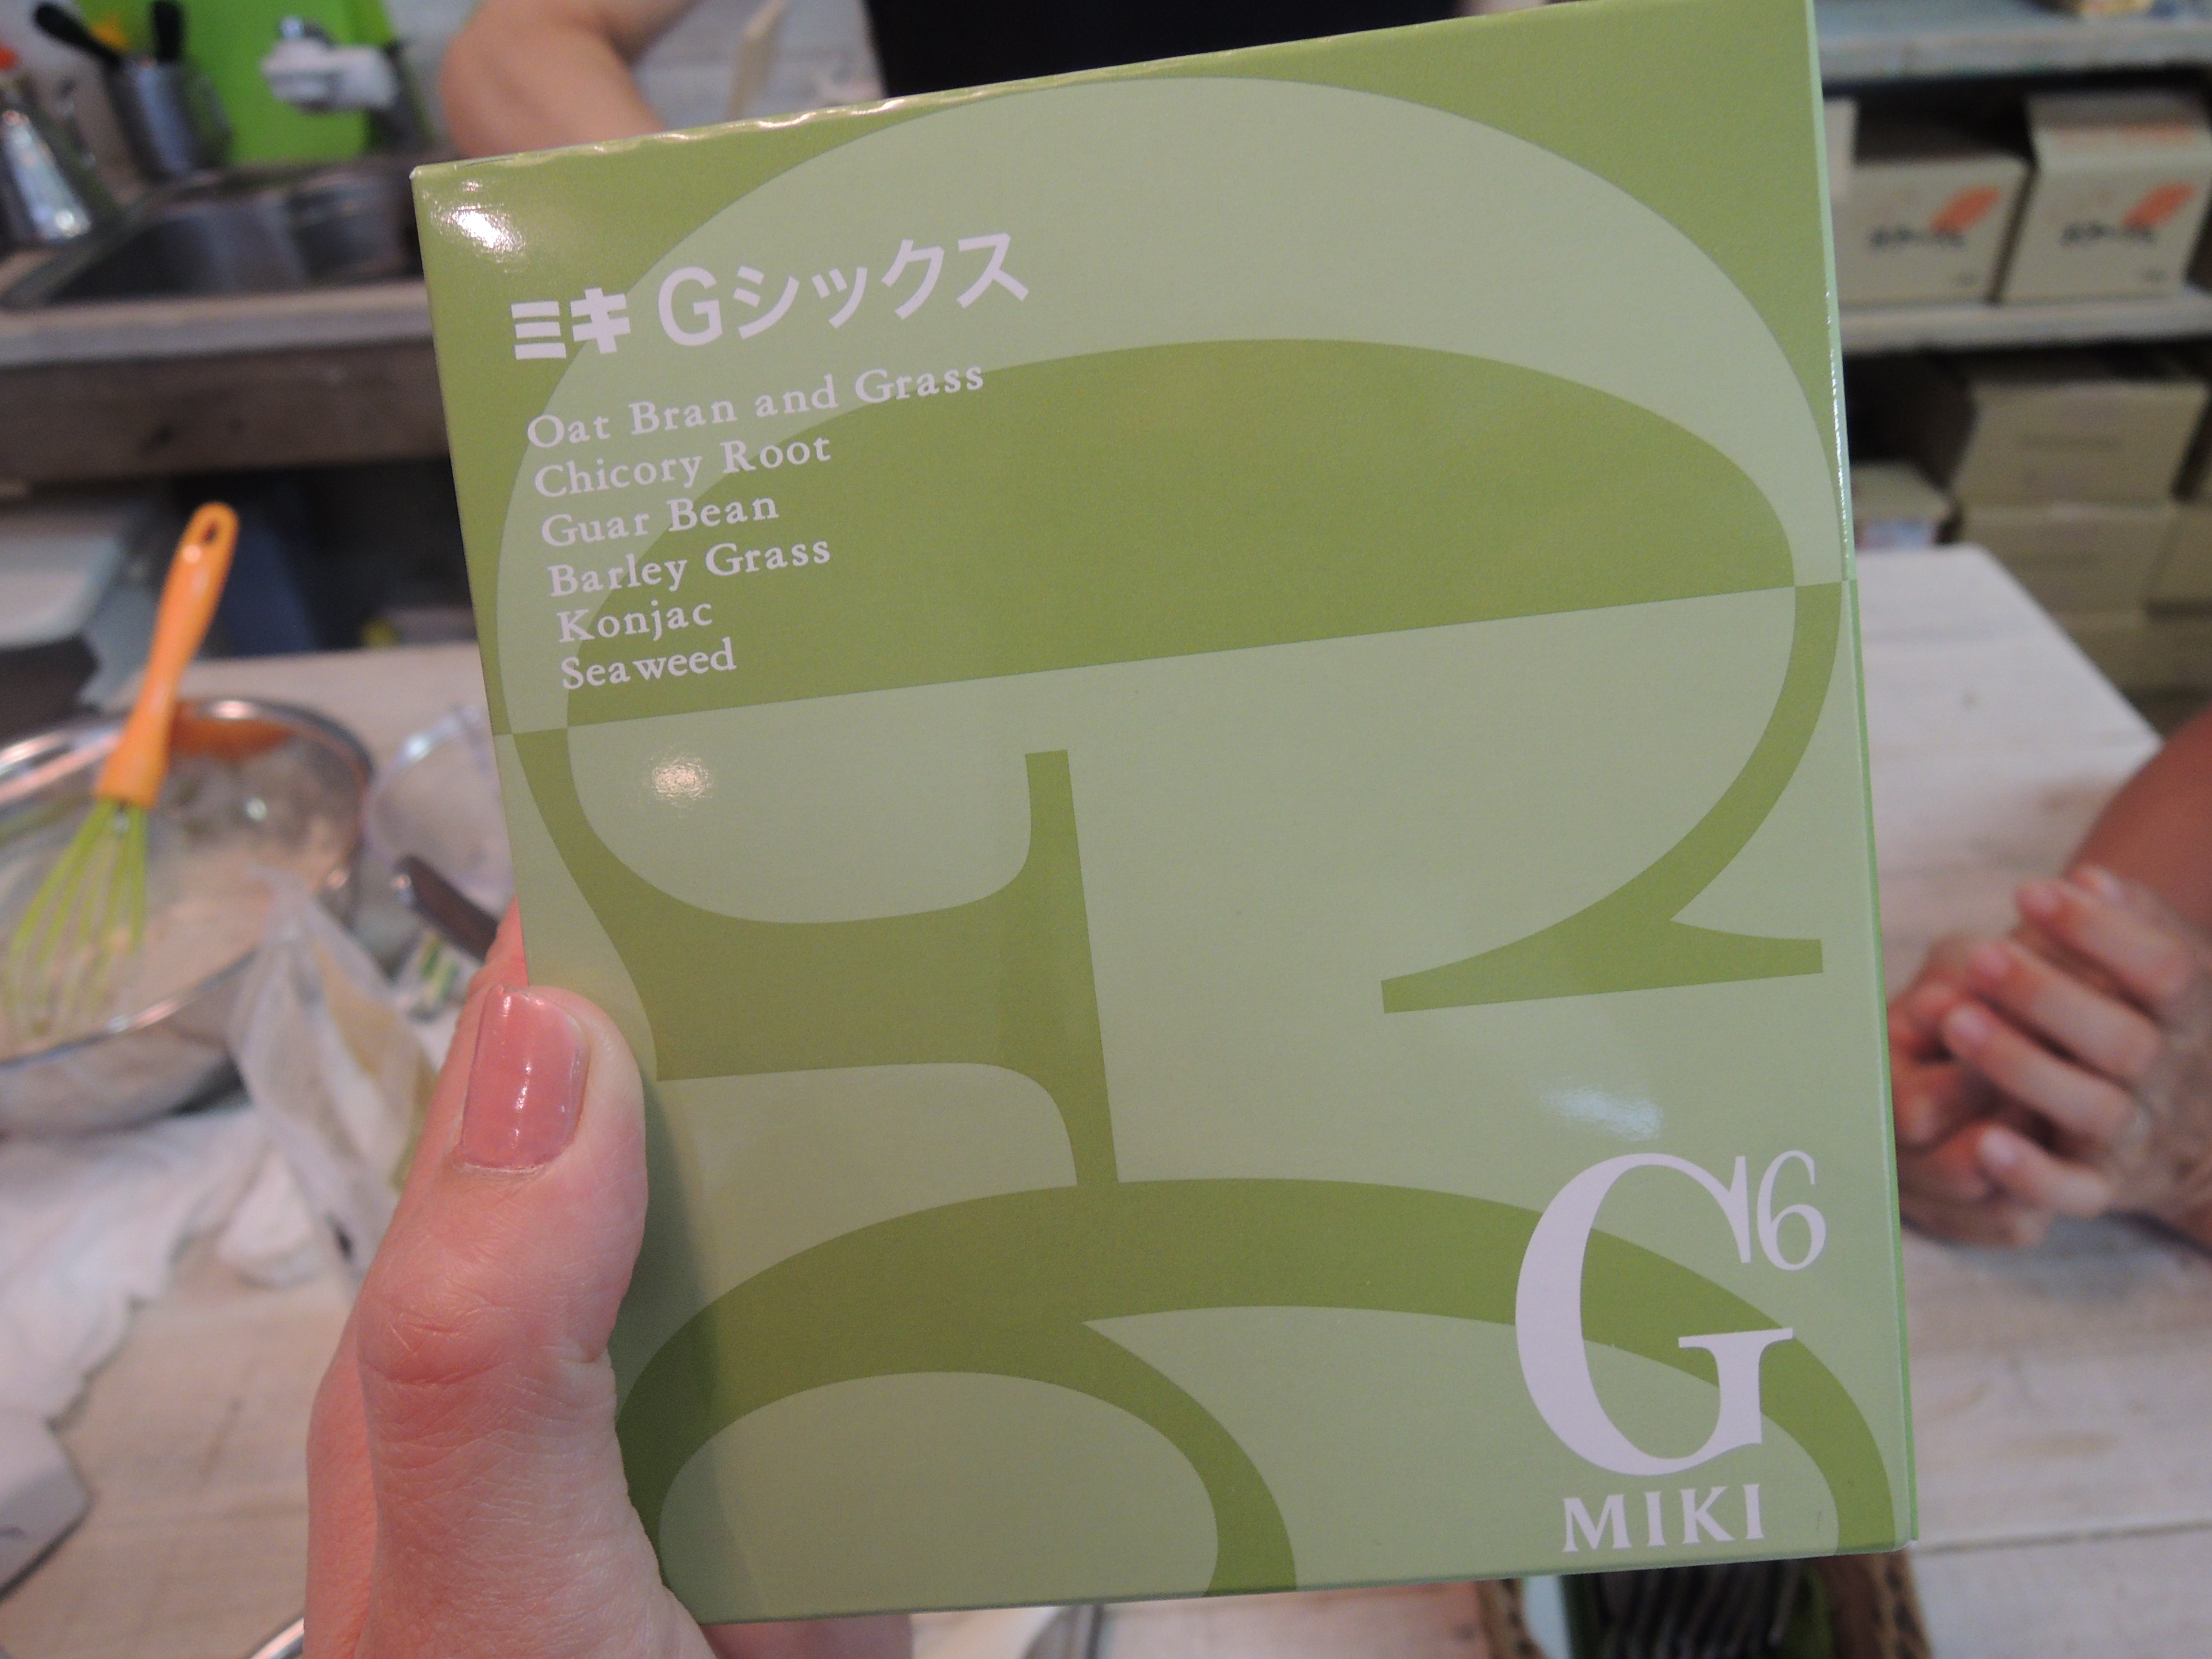 ミキ Gシックス
Oat Bran and Grass
Chicory Root
Guar Bean
Barley Grass
Konjac
Seaweed
G6
MIKI